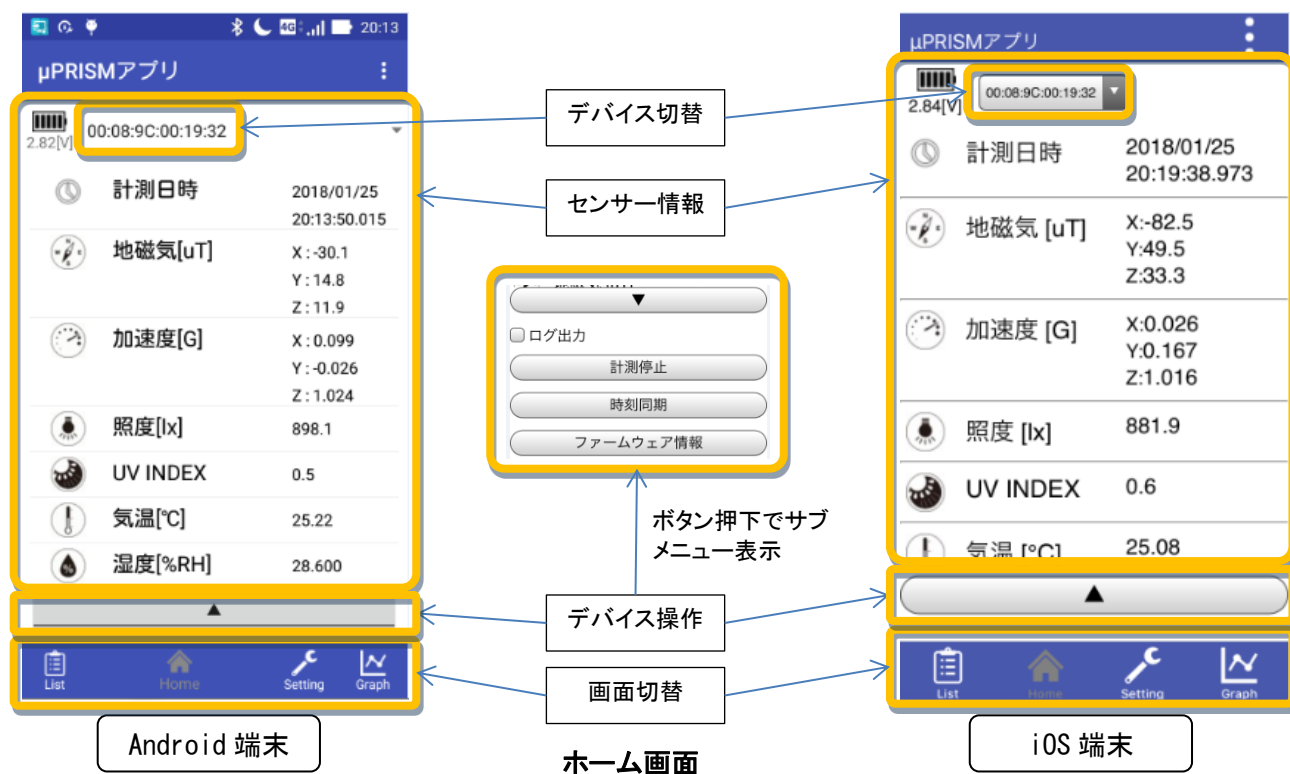 4G 20:13
µPRISMアプリ
2.82[V]
00:08:9C:00:19:32
計測日時
2018/01/25
20:13:50.015
地磁気[uT]
X : -30.1
Y : 14.8
Z : 11.9
加速度[G]
X : 0.099
Y : -0.026
Z : 1.024
照度[lx]
898.1
UV INDEX
0.5
気温[℃]
25.22
湿度[%RH]
28.600
▲
List
Home
Setting
Graph
Android 端末
デバイス切替
センサー情報
▼
ログ出力
計測停止
時刻同期
ファームウェア情報
ボタン押下でサブ
メニュー表示
デバイス操作
画面切替
ホーム画面
µPRISMアプリ
2.84[V]
00:08:9C:00:19:32
計測日時
2018/01/25
20:19:38.973
地磁気 [uT]
X:-82.5
Y:49.5
Z:33.3
加速度 [G]
X:0.026
Y:0.167
Z:1.016
照度 [lx]
881.9
UV INDEX
0.6
気温 [°C]
25.08
▲
List
Home
Setting
Graph
iOS 端末